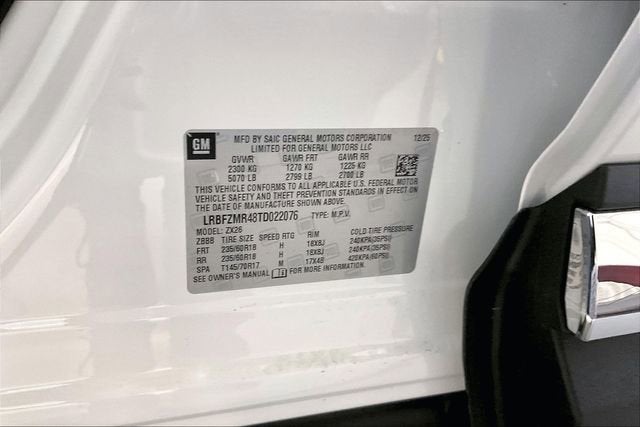 GM
MFD BY SAIC GENERAL MOTORS CORPORATION 12/25
LIMITED FOR GENERAL MOTORS LLC
GVWR GAWR FRT GAWR RR
2300 KG 1270 KG 1225 KG
5070 LB 2799 LB 2700 LB
THIS VEHICLE CONFORMS TO ALL APPLICABLE U.S. FEDERAL MOTOR
VEHICLE SAFETY AND THEFT PREVENTION STANDARDS IN EFFECT ON
THE DATE OF MANUFACTURE SHOWN ABOVE.
LRBFZMR48TD022076 TYPE: M.P.V.
MODEL: ZX26
ZBBB TIRE SIZE SPEED RTG RIM COLD TIRE PRESSURE
FRT 235/60R18 H 18X8J 240KPA(35PSI)
RR 235/60R18 H 18X8J 240KPA(35PSI)
SPA T145/70R17 M 17X4B 420KPA(60PSI)
SEE OWNER'S MANUAL FOR MORE INFORMATION.